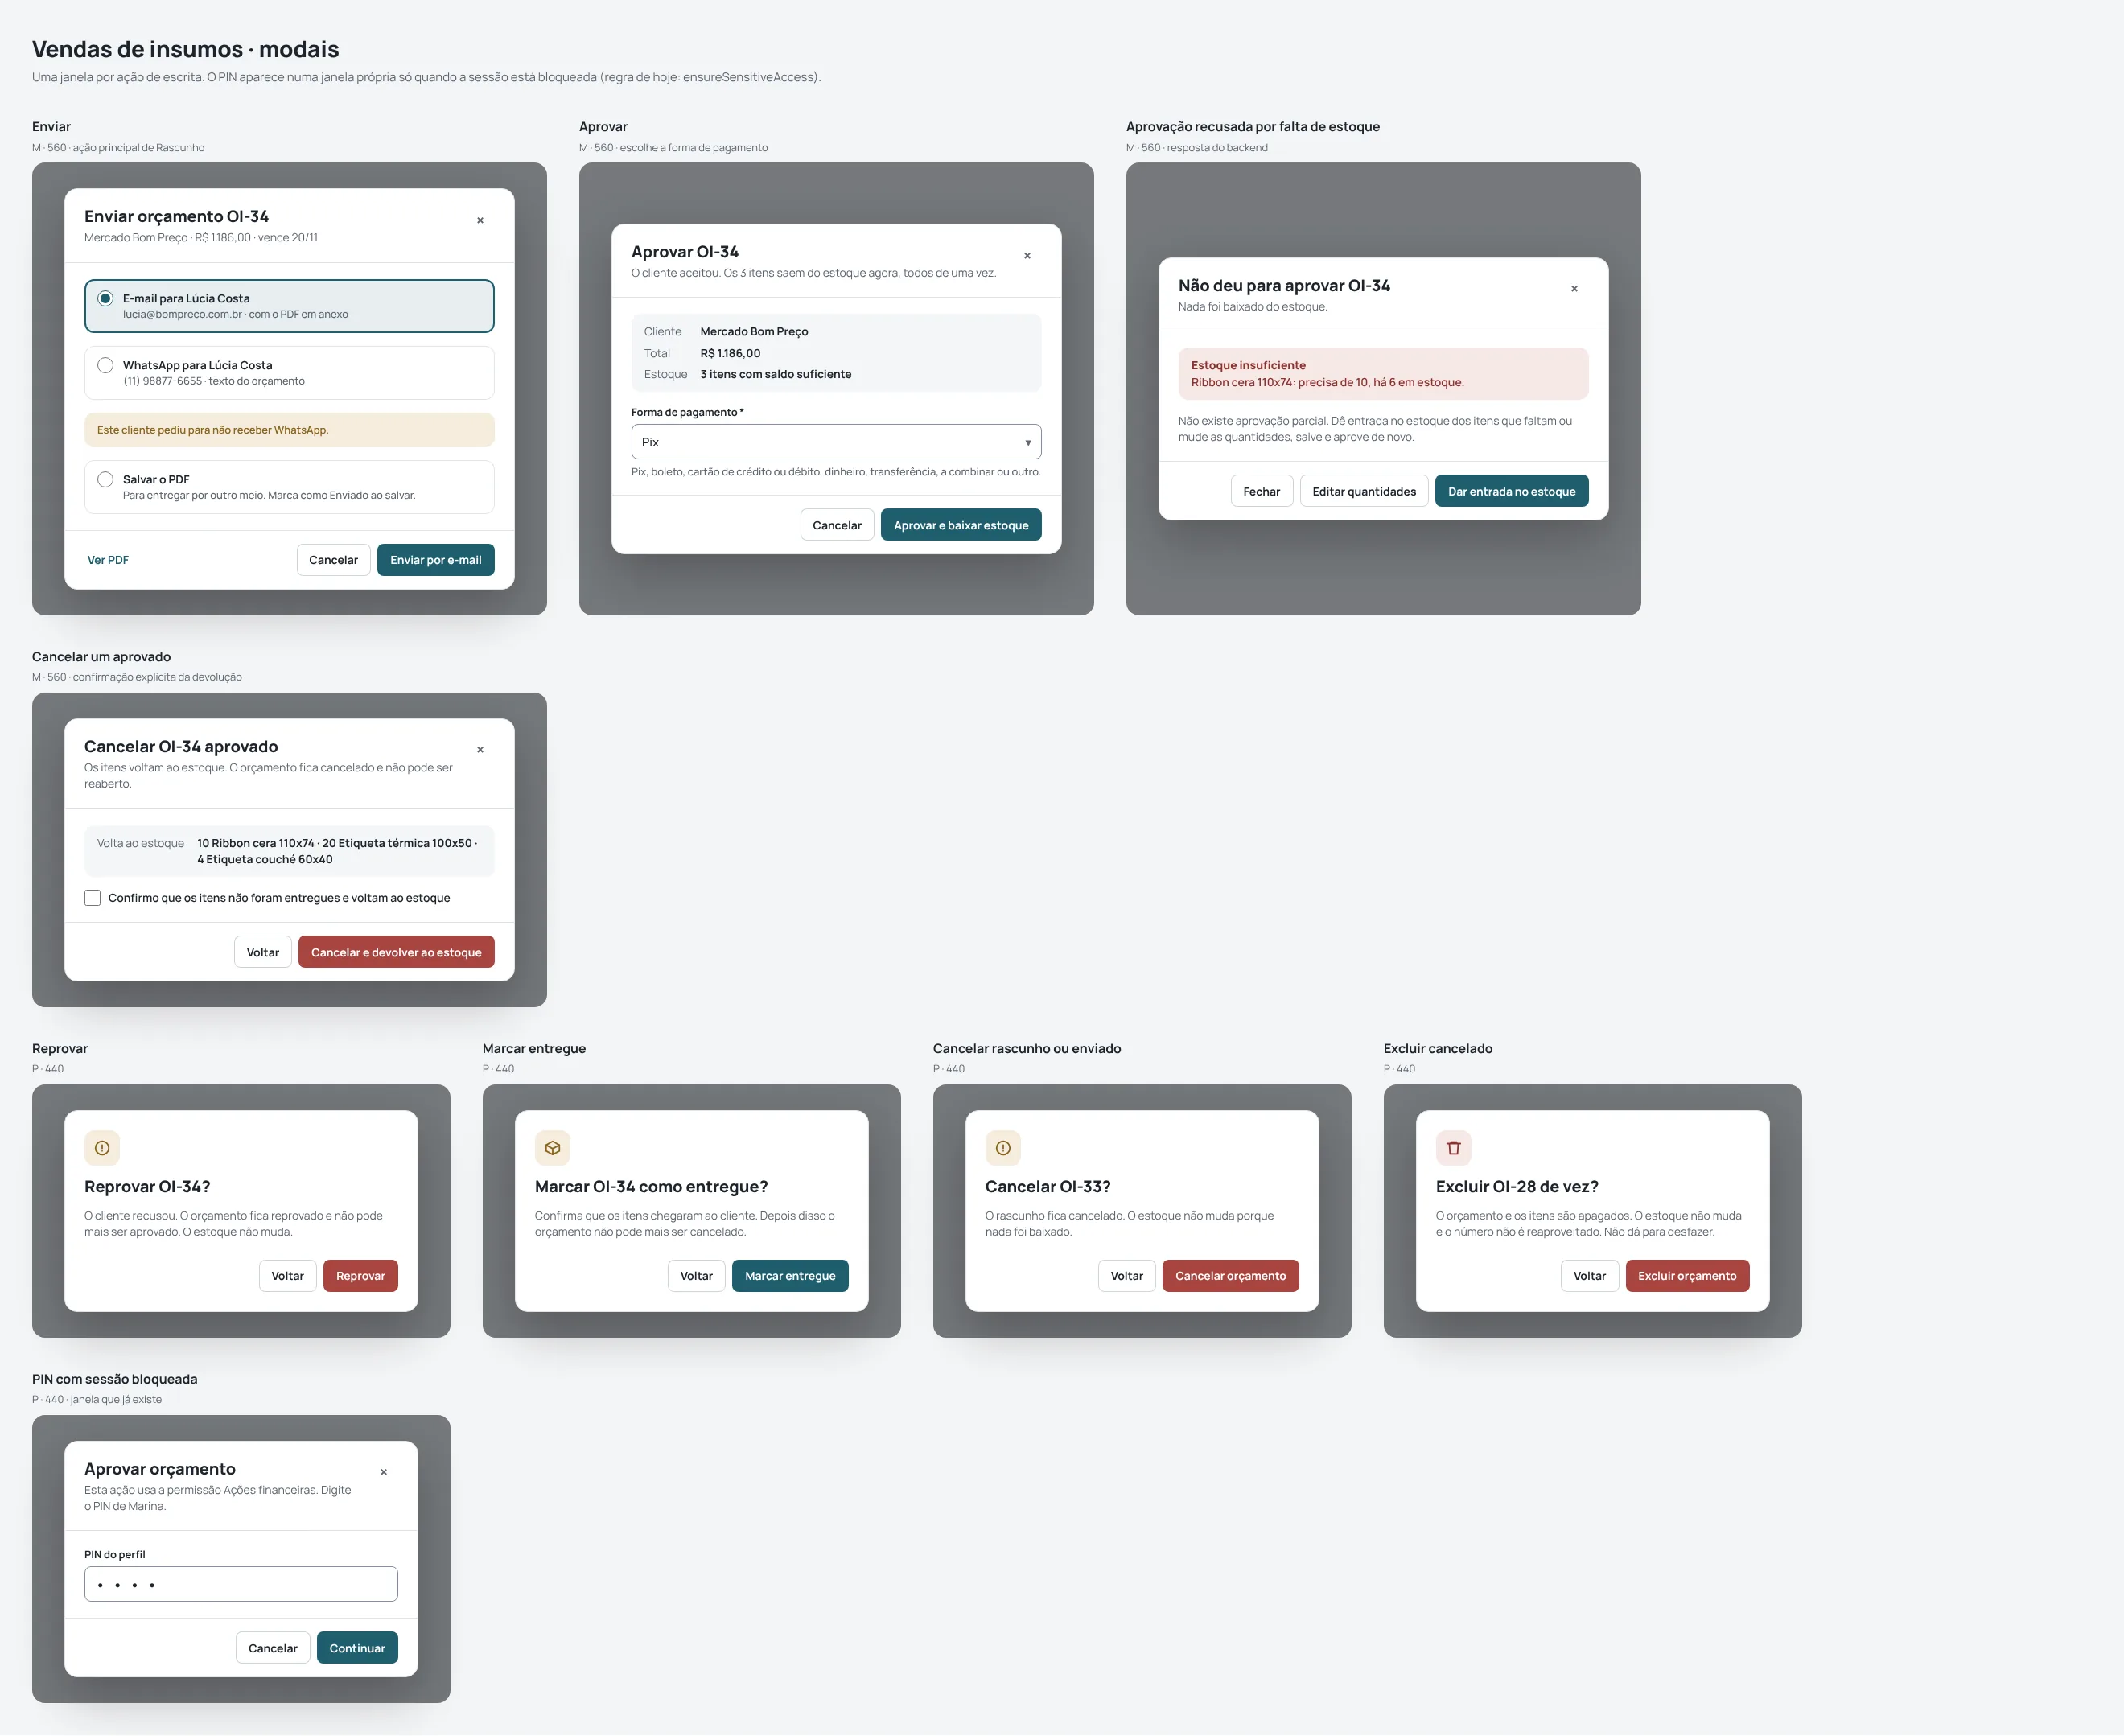 Vendas de insumos · modais
Uma janela por ação de escrita. O PIN aparece numa janela própria só quando a sessão está bloqueada (regra de hoje: ensureSensitiveAccess).
Enviar
M · 560 · ação principal de Rascunho
Enviar orçamento OI-34
×
Mercado Bom Preço · R$ 1.186,00 · vence 20/11
E-mail para Lúcia Costa
lucia@bompreco.com.br · com o PDF em anexo
WhatsApp para Lúcia Costa
(11) 98877-6655 · texto do orçamento
Este cliente pediu para não receber WhatsApp.
Salvar o PDF
Para entregar por outro meio. Marca como Enviado ao salvar.
Ver PDF
Cancelar
Enviar por e-mail
Aprovar
M · 560 · escolhe a forma de pagamento
Aprovar OI-34
×
O cliente aceitou. Os 3 itens saem do estoque agora, todos de uma vez.
Cliente Mercado Bom Preço
Total R$ 1.186,00
Estoque 3 itens com saldo suficiente
Forma de pagamento *
Pix
Pix, boleto, cartão de crédito ou débito, dinheiro, transferência, a combinar ou outro.
Cancelar
Aprovar e baixar estoque
Aprovação recusada por falta de estoque
M · 560 · resposta do backend
Não deu para aprovar OI-34
×
Nada foi baixado do estoque.
Estoque insuficiente
Ribbon cera 110x74: precisa de 10, há 6 em estoque.
Não existe aprovação parcial. Dê entrada no estoque dos itens que faltam ou
mude as quantidades, salve e aprove de novo.
Fechar
Editar quantidades
Dar entrada no estoque
Cancelar um aprovado
M · 560 · confirmação explícita da devolução
Cancelar OI-34 aprovado
×
Os itens voltam ao estoque. O orçamento fica cancelado e não pode ser
reaberto.
Volta ao estoque 10 Ribbon cera 110x74 · 20 Etiqueta térmica 100x50 ·
4 Etiqueta couché 60x40
Confirmo que os itens não foram entregues e voltam ao estoque
Voltar
Cancelar e devolver ao estoque
Reprovar
P · 440
Reprovar OI-34?
O cliente recusou. O orçamento fica reprovado e não pode
mais ser aprovado. O estoque não muda.
Voltar
Reprovar
Marcar entregue
P · 440
Marcar OI-34 como entregue?
Confirma que os itens chegaram ao cliente. Depois disso o
orçamento não pode mais ser cancelado.
Voltar
Marcar entregue
Cancelar rascunho ou enviado
P · 440
Cancelar OI-33?
O rascunho fica cancelado. O estoque não muda porque
nada foi baixado.
Voltar
Cancelar orçamento
Excluir cancelado
P · 440
Excluir OI-28 de vez?
O orçamento e os itens são apagados. O estoque não muda
e o número não é reaproveitado. Não dá para desfazer.
Voltar
Excluir orçamento
PIN com sessão bloqueada
P · 440 · janela que já existe
Aprovar orçamento
×
Esta ação usa a permissão Ações financeiras. Digite
o PIN de Marina.
PIN do perfil
• • • •
Cancelar
Continuar